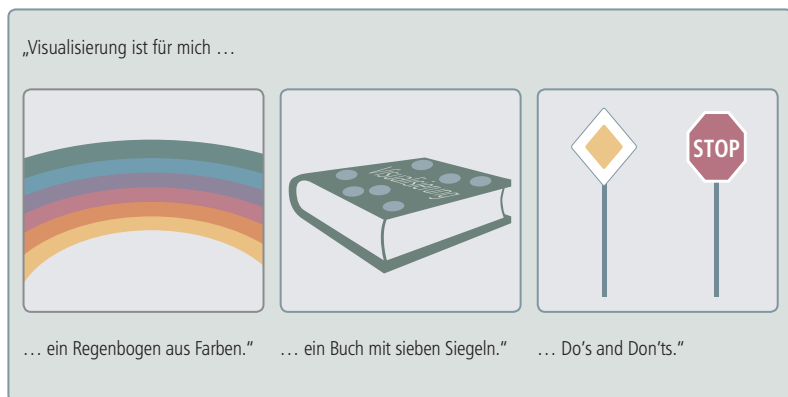 „Visualisierung ist für mich …
Visualisierung
STOP
… ein Regenbogen aus Farben.“
… ein Buch mit sieben Siegeln.“
… Do’s and Don’ts.“